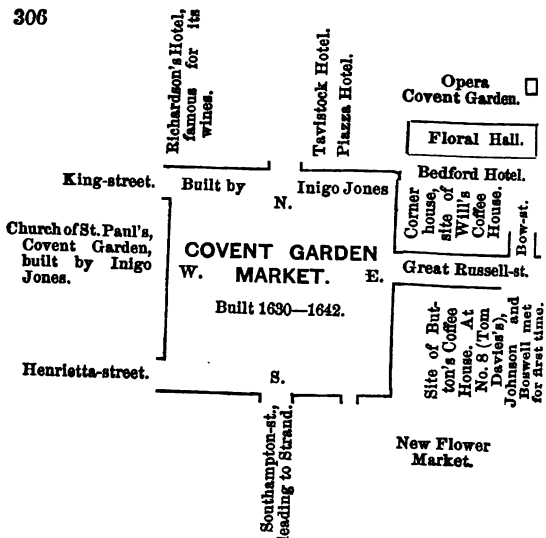 306
Richardson's Hotel,
famous for its
wines.
Tavistock Hotel.
Piazza Hotel.
Opera
Covent Garden.
Floral Hall.
King-street.
Built by
Inigo Jones
N.
Bedford Hotel.
Corner
house,
site of
Will's
Coffee
House.
Bow-st.
Church of St. Paul's,
Covent Garden,
built by Inigo
Jones.
COVENT GARDEN
W. MARKET. E.
Built 1630—1642.
Great Russell-st.
Site of But-
ton's Coffee
House. At
No. 8 (Tom
Davies's),
Johnson and
Boswell met
for first time.
Henrietta-street.
S.
Southampton-st.,
leading to Strand.
New Flower
Market.